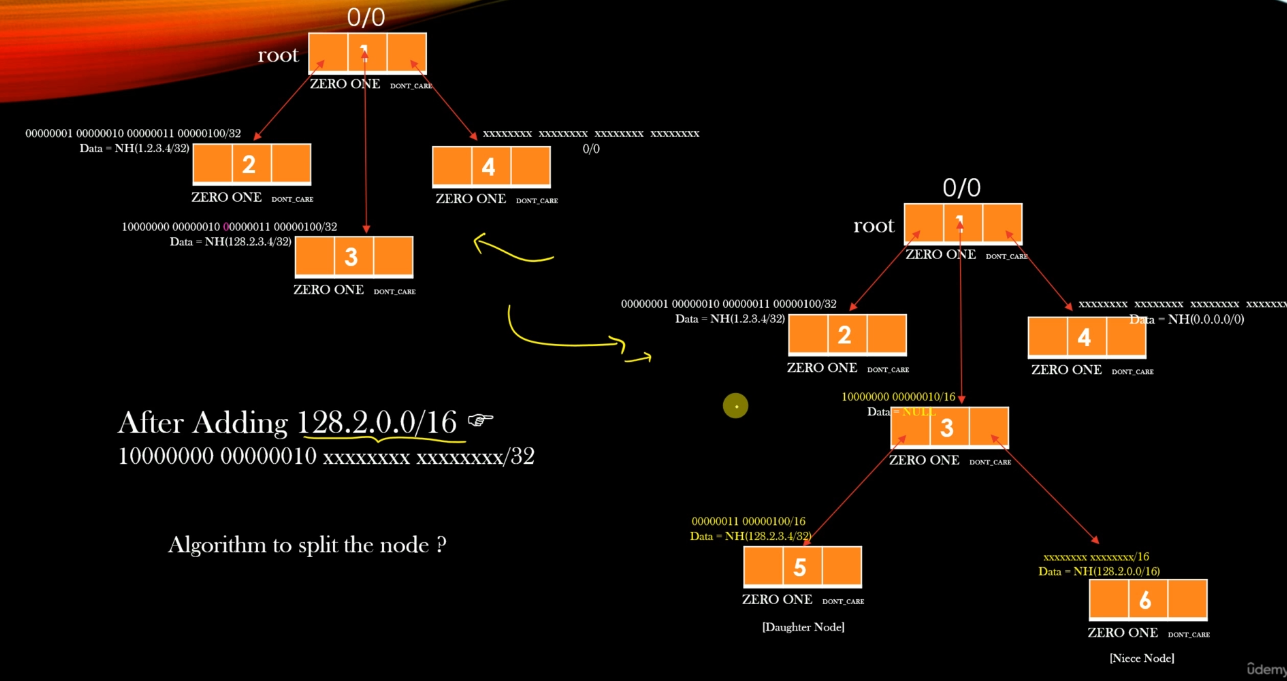 0/0
root
1
ZERO ONE DONT_CARE
00000001 00000010 00000011 00000100/32
Data = NH(1.2.3.4/32)
2
ZERO ONE DONT_CARE
xxxxxxxx xxxxxxxx xxxxxxxx xxxxxxxx
0/0
4
ZERO ONE DONT_CARE
10000000 00000010 00000011 00000100/32
Data = NH(128.2.3.4/32)
3
ZERO ONE DONT_CARE
After Adding 128.2.0.0/16
10000000 00000010 xxxxxxxx xxxxxxxx/32
Algorithm to split the node ?
0/0
root
1
ZERO ONE DONT_CARE
00000001 00000010 00000011 00000100/32
Data = NH(1.2.3.4/32)
2
ZERO ONE DONT_CARE
xxxxxxxx xxxxxxxx xxxxxxxx
Data = NH(0.0.0.0/0)
4
ZERO ONE DONT_CARE
10000000 00000010/16
Data = NULL
3
ZERO ONE DONT_CARE
00000011 00000100/16
Data = NH(128.2.3.4/32)
5
ZERO ONE DONT_CARE
[Daughter Node]
xxxxxxxx xxxxxxxx/16
Data = NH(128.2.0.0/16)
6
ZERO ONE DONT_CARE
[Niece Node]
ûdemy